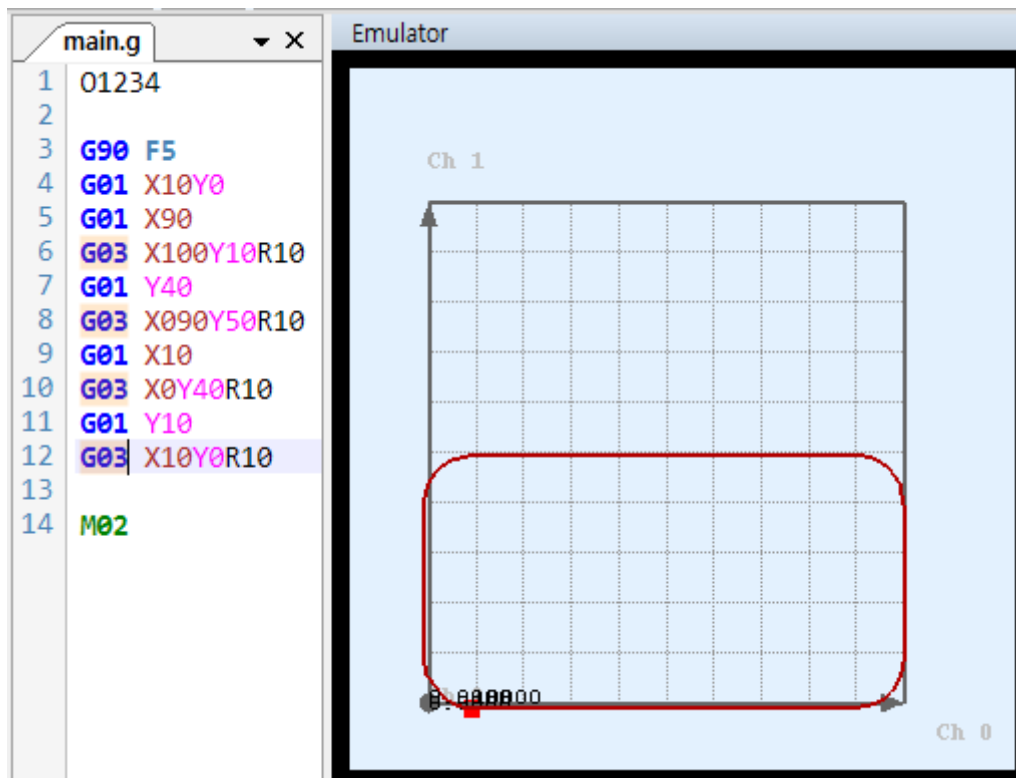 main.g
Emulator
1 O1234
2
3 G90 F5
4 G01 X10Y0
5 G01 X90
6 G03 X100Y10R10
7 G01 Y40
8 G03 X090Y50R10
9 G01 X10
10 G03 X0Y40R10
11 G01 Y10
12 G03 X10Y0R10
13
14 M02
Ch 1
Ch 0